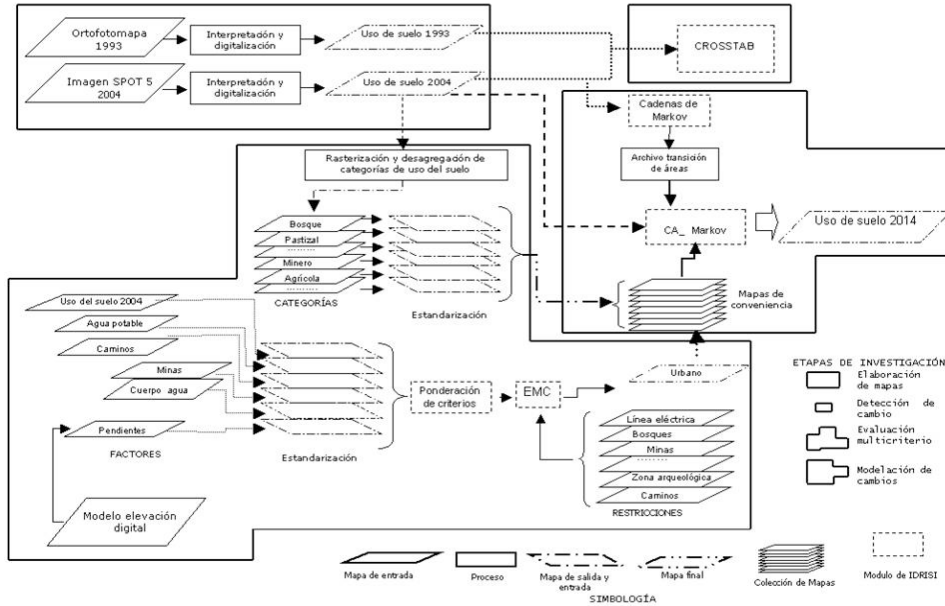 Ortofotomapa
1993
Interpretación y
digitalización
Uso de suelo 1993
CROSSTAB
Imagen SPOT 5
2004
Interpretación y
digitalización
Uso de suelo 2004
Cadenas de
Markov
Rasterización y desagregación de
categorías de uso del suelo
Archivo transición
de áreas
Bosque
Pastizal
Minero
Agrícola
CATEGORÍAS
Estandarización
CA_ Markov
Uso de suelo 2014
Mapas de
conveniencia
Uso del suelo 2004
Agua potable
Caminos
Minas
Cuerpo agua
Pendientes
FACTORES
Estandarización
Modelo elevación
digital
Ponderación
de criterios
EMC
Urbano
Línea eléctrica
Bosques
Minas
Zona arqueológica
Caminos
RESTRICCIONES
ETAPAS DE INVESTIGACIÓN
Elaboración
de mapas
Detección de
cambio
Evaluación
multicriterio
Modelación de
cambios
Mapa de entrada
Proceso
Mapa de salida y
entrada
Mapa final
Colección de Mapas
Modulo de IDRISI
SIMBOLOGÍA